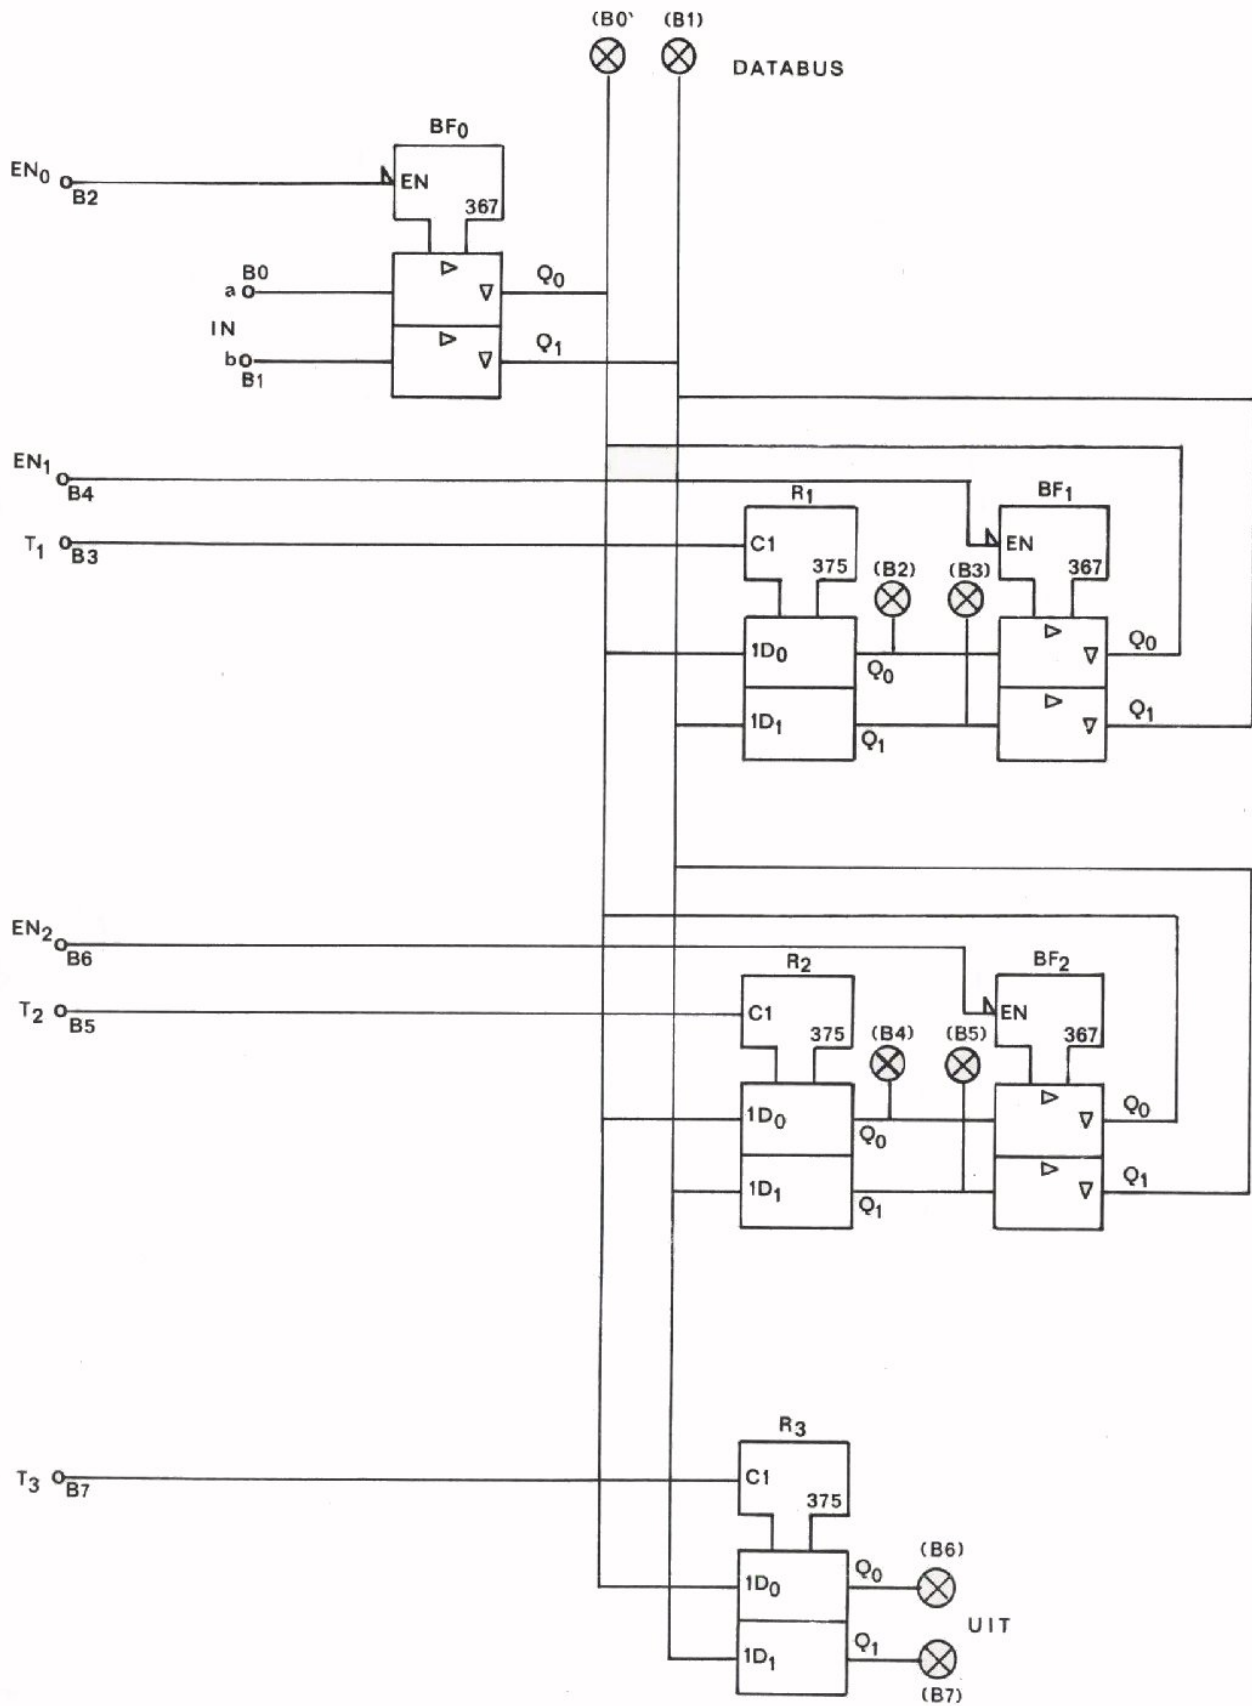 (B0' (B1)
DATABUS
BF0
EN0 B2
EN
367
B0
a
Q0
IN
b
B1
Q1
EN1
B4
R1
BF1
T1 B3
C1
375
(B2) (B3)
EN
367
1D0
Q0
Q0
1D1
Q1
Q1
EN2
B6
R2
BF2
T2
B5
C1
375
(B4) (B5)
EN
367
1D0
Q0
Q0
1D1
Q1
Q1
R3
T3 B7
C1
375
1D0
Q0
(B6)
UIT
1D1
Q1
(B7)